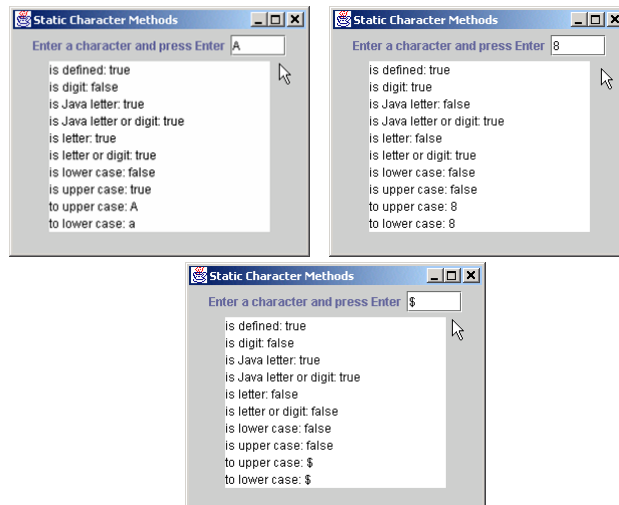 Static Character Methods
Enter a character and press Enter A
is defined: true
is digit: false
is Java letter: true
is Java letter or digit: true
is letter: true
is letter or digit: true
is lower case: false
is upper case: true
to upper case: A
to lower case: a
Static Character Methods
Enter a character and press Enter 8
is defined: true
is digit: true
is Java letter: false
is Java letter or digit: true
is letter: false
is letter or digit: true
is lower case: false
is upper case: false
to upper case: 8
to lower case: 8
Static Character Methods
Enter a character and press Enter $
is defined: true
is digit: false
is Java letter: true
is Java letter or digit: true
is letter: false
is letter or digit: false
is lower case: false
is upper case: false
to upper case: $
to lower case: $